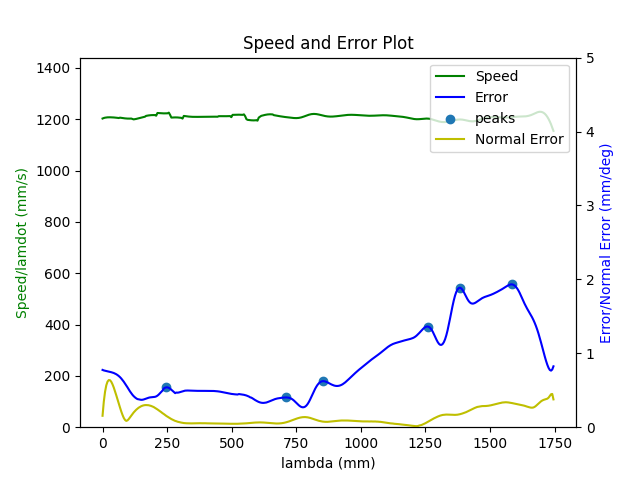 Speed and Error Plot
Speed
Error
peaks
Normal Error
1400
1200
1000
800
600
400
200
0
Speed/lamdot (mm/s)
5
4
3
2
1
0
Error/Normal Error (mm/deg)
0 250 500 750 1000 1250 1500 1750
lambda (mm)